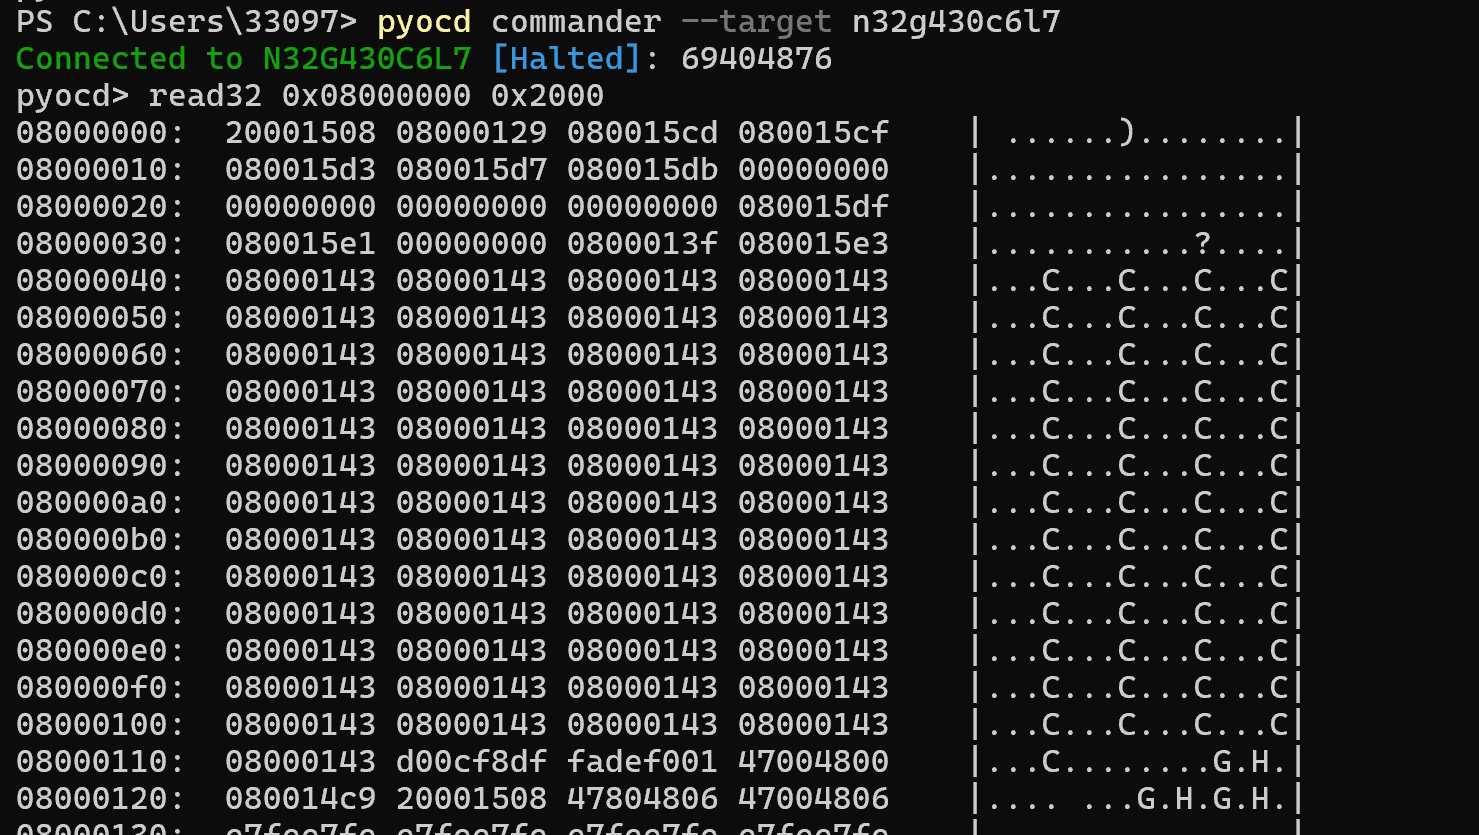 PS C:\Users\33097> pyocd commander --target n32g430c6l7
Connected to N32G430C6L7 [Halted]: 69404876
pyocd> read32 0x08000000 0x2000
08000000:  20001508 08000129 080015cd 080015cf    | ......)........|
08000010:  080015d3 080015d7 080015db 00000000    |................|
08000020:  00000000 00000000 00000000 080015df    |................|
08000030:  080015e1 00000000 0800013f 080015e3    |...........?....|
08000040:  08000143 08000143 08000143 08000143    |...C...C...C...C|
08000050:  08000143 08000143 08000143 08000143    |...C...C...C...C|
08000060:  08000143 08000143 08000143 08000143    |...C...C...C...C|
08000070:  08000143 08000143 08000143 08000143    |...C...C...C...C|
08000080:  08000143 08000143 08000143 08000143    |...C...C...C...C|
08000090:  08000143 08000143 08000143 08000143    |...C...C...C...C|
080000a0:  08000143 08000143 08000143 08000143    |...C...C...C...C|
080000b0:  08000143 08000143 08000143 08000143    |...C...C...C...C|
080000c0:  08000143 08000143 08000143 08000143    |...C...C...C...C|
080000d0:  08000143 08000143 08000143 08000143    |...C...C...C...C|
080000e0:  08000143 08000143 08000143 08000143    |...C...C...C...C|
080000f0:  08000143 08000143 08000143 08000143    |...C...C...C...C|
08000100:  08000143 08000143 08000143 08000143    |...C...C...C...C|
08000110:  08000143 d00cf8df fadef001 47004800    |...C........G.H.|
08000120:  080014c9 20001508 47804806 47004806    |.... ...G.H.G.H.|